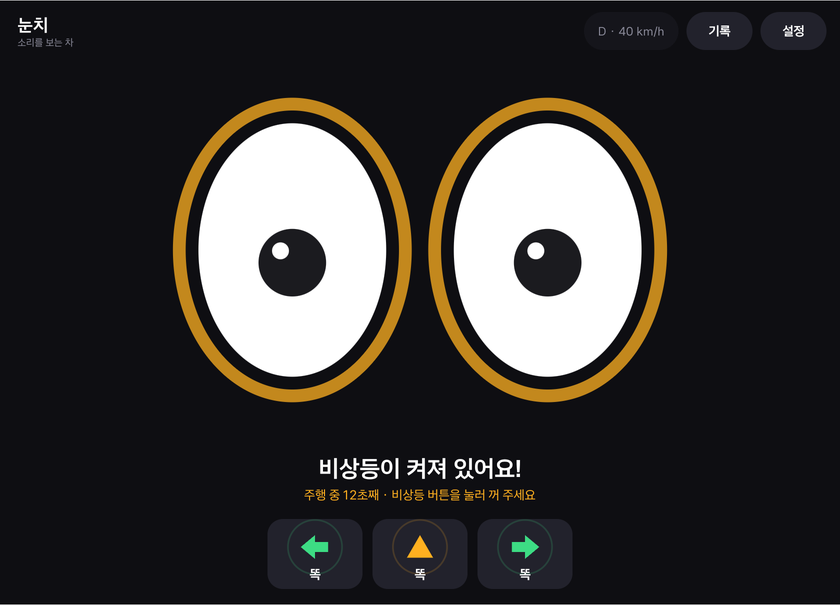 눈치
소리를 보는 차
D · 40 km/h
기록
설정
비상등이 켜져 있어요!
주행 중 12초째 · 비상등 버튼을 눌러 꺼 주세요
똑
똑
똑